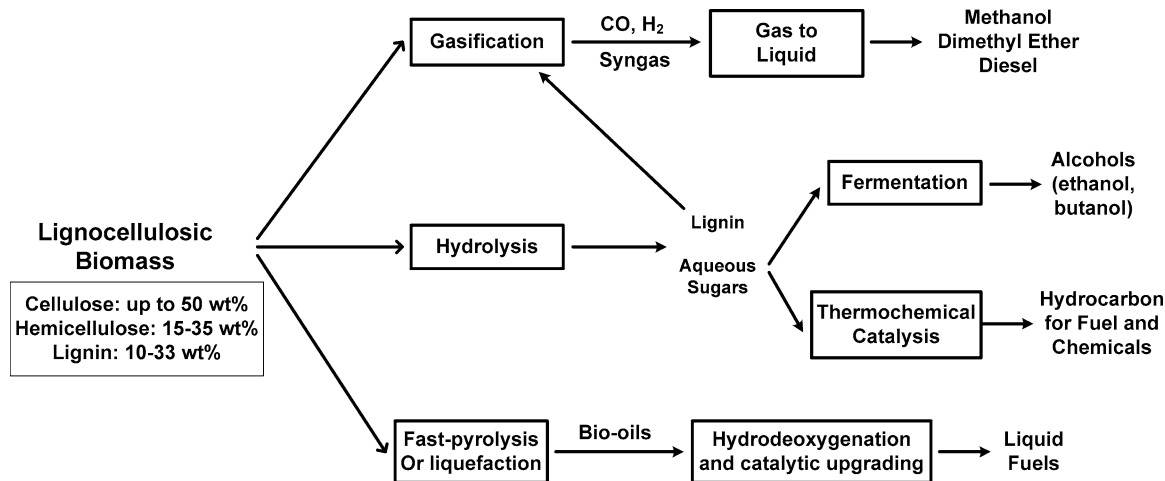 Gasification
CO, H₂
Syngas
Gas to
Liquid
Methanol
Dimethyl Ether
Diesel
Lignocellulosic
Biomass
Cellulose: up to 50 wt%
Hemicellulose: 15-35 wt%
Lignin: 10-33 wt%
Hydrolysis
Lignin
Aqueous
Sugars
Fermentation
Alcohols
(ethanol,
butanol)
Thermochemical
Catalysis
Hydrocarbon
for Fuel and
Chemicals
Fast-pyrolysis
Or liquefaction
Bio-oils
Hydrodeoxygenation
and catalytic upgrading
Liquid
Fuels